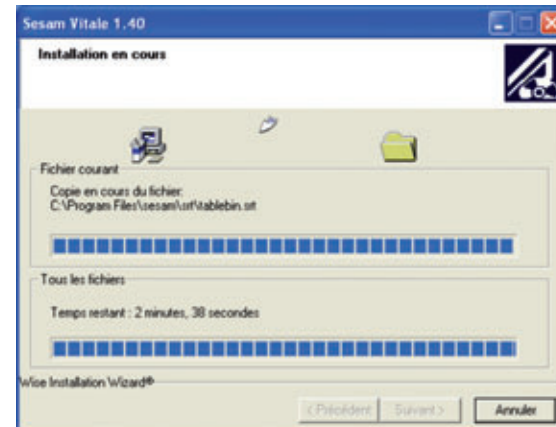 Sesam Vitale 1.40
Installation en cours
Fichier courant
Copie en cours du fichier:
C:\Program Files\sesam\srt\tablebin.srt
Tous les fichiers
Temps restant : 2 minutes, 38 secondes
Wise Installation Wizard®
< Précédent
Suivant >
Annuler